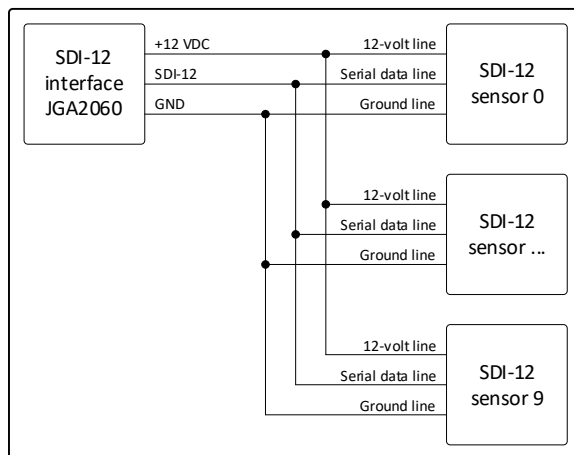 SDI-12
interface
JGA2060
+12 VDC
SDI-12
GND
12-volt line
Serial data line
Ground line
SDI-12
sensor 0
12-volt line
Serial data line
Ground line
SDI-12
sensor ...
12-volt line
Serial data line
Ground line
SDI-12
sensor 9